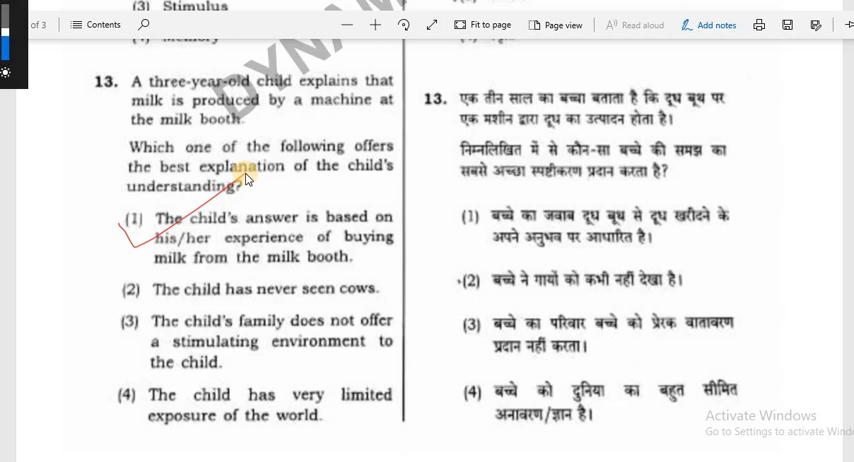 (3) Stimulus
of 3
Contents
Fit to page
Page view
Read aloud
Add notes
DYNAM
13. A three-year-old child explains that
milk is produced by a machine at
the milk booth.
Which one of the following offers
the best explanation of the child's
understanding?
(1) The child's answer is based on
his/her experience of buying
milk from the milk booth.
(2) The child has never seen cows.
(3) The child's family does not offer
a stimulating environment to
the child.
(4) The child has very limited
exposure of the world.
13. एक तीन साल का बच्चा बताता है कि दूध बूथ पर
एक मशीन द्वारा दूध का उत्पादन होता है।
निम्नलिखित में से कौन-सा बच्चे की समझ का
सबसे अच्छा स्पष्टीकरण प्रदान करता है?
(1) बच्चे का जवाब दूध बूथ से दूध खरीदने के
अपने अनुभव पर आधारित है।
(2) बच्चे ने गायों को कभी नहीं देखा है।
(3) बच्चे का परिवार बच्चे को प्रेरक वातावरण
प्रदान नहीं करता।
(4) बच्चे को दुनिया का बहुत सीमित
अनावरण/ज्ञान है।
Activate Windows
Go to Settings to activate Wind